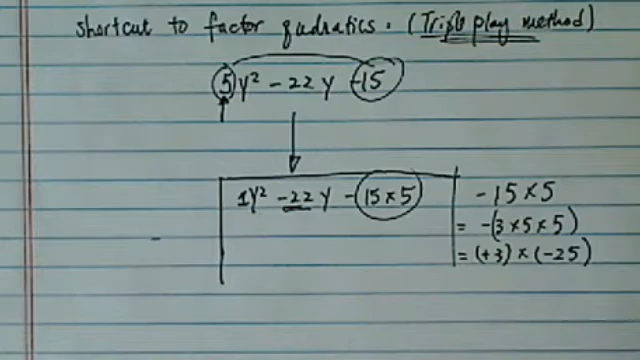 shortcut to factor quadratics. (Triple play method)
5y² - 22y - 15
1y² - 22y - (15 × 5)
- 15 × 5
= -(3 × 5 × 5)
= (+3) × (-25)